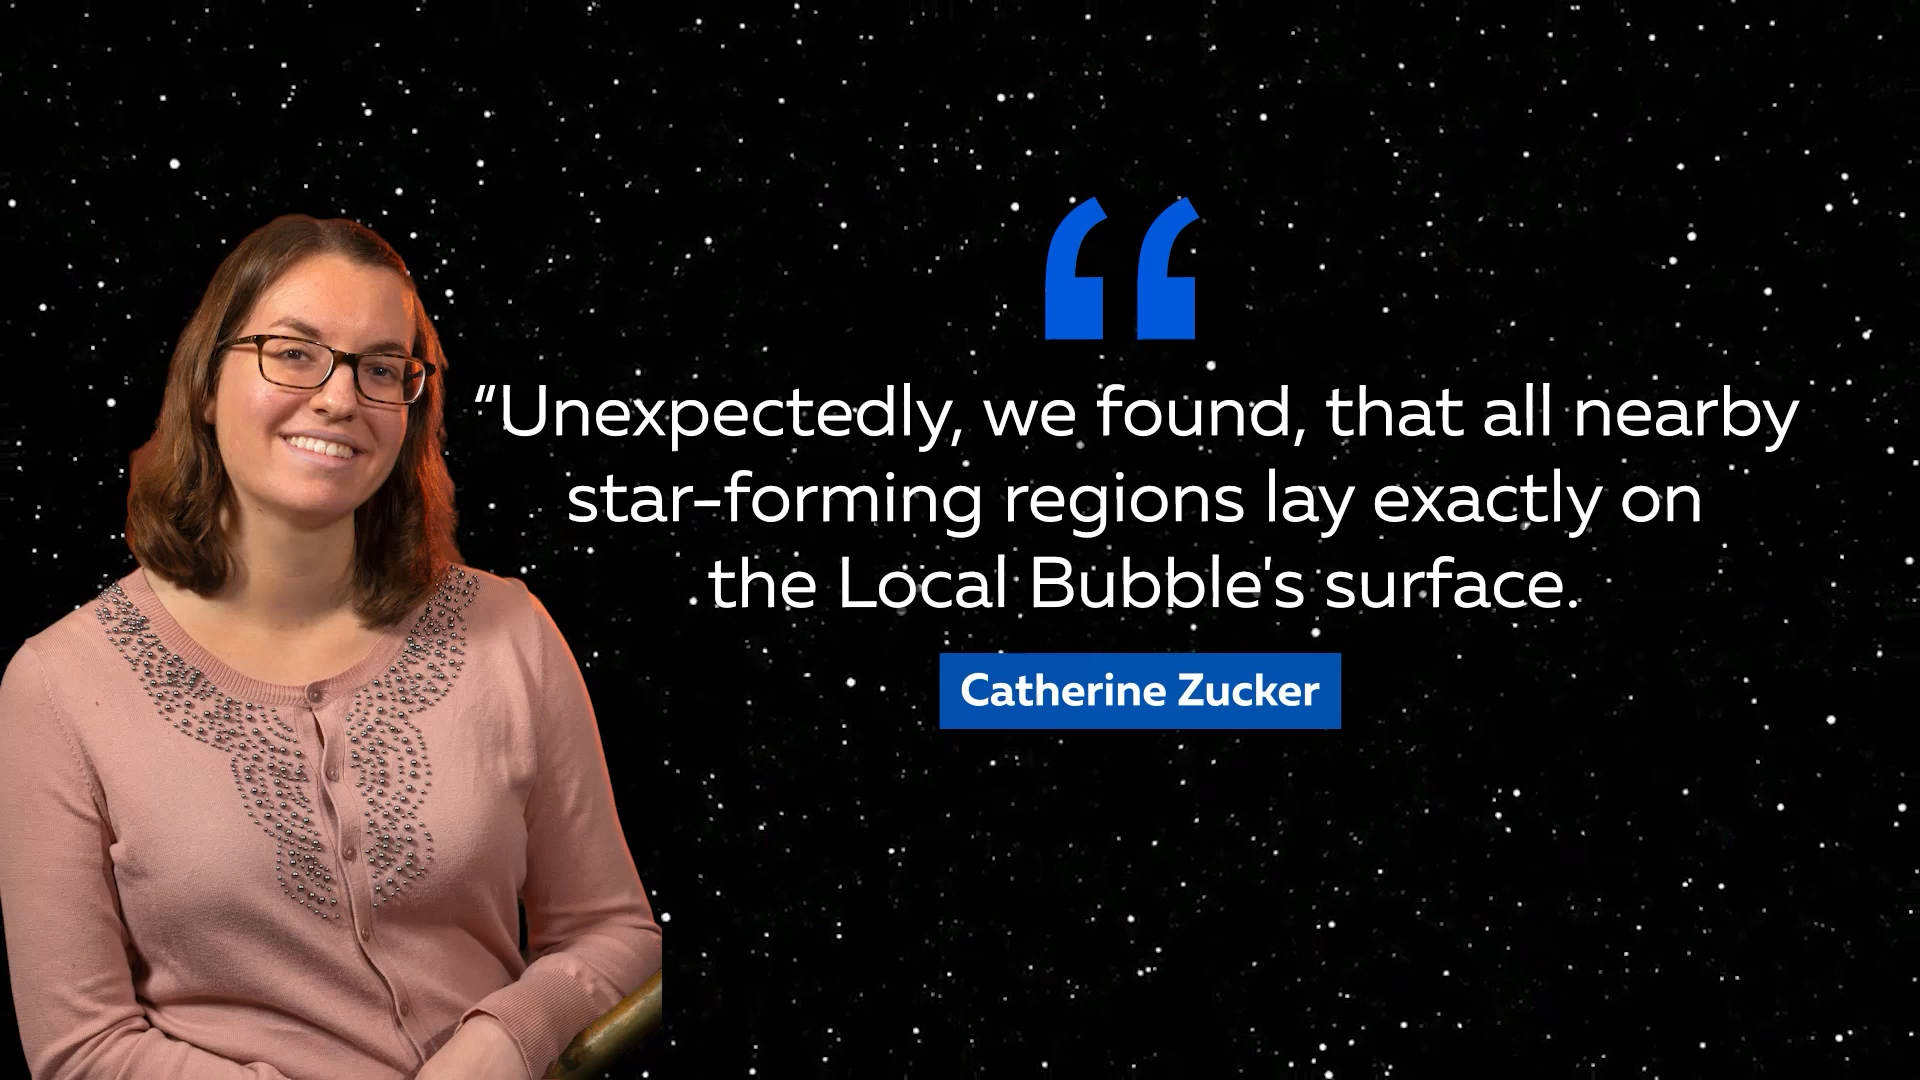 “Unexpectedly, we found, that all nearby
star-forming regions lay exactly on
the Local Bubble's surface.
Catherine Zucker